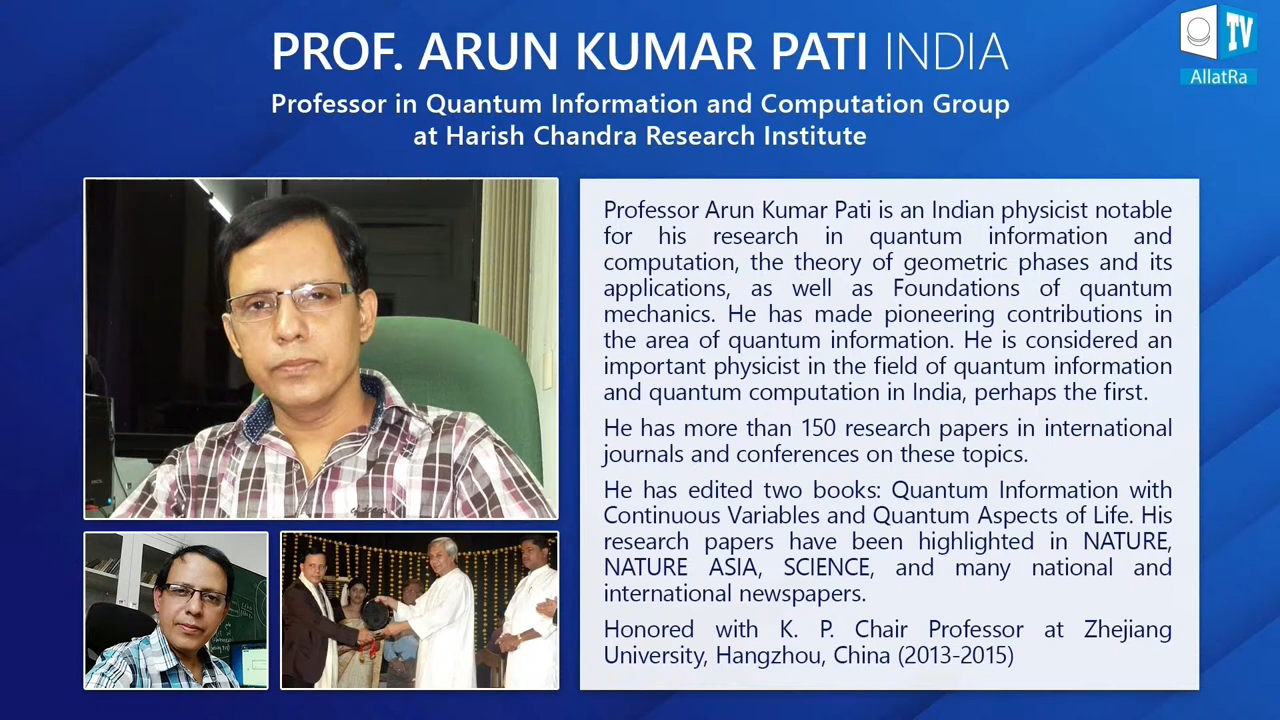 PROF. ARUN KUMAR PATI INDIA
Professor in Quantum Information and Computation Group
at Harish Chandra Research Institute
TV
AllatRa
Professor Arun Kumar Pati is an Indian physicist notable
for his research in quantum information and
computation, the theory of geometric phases and its
applications, as well as Foundations of quantum
mechanics. He has made pioneering contributions in
the area of quantum information. He is considered an
important physicist in the field of quantum information
and quantum computation in India, perhaps the first.
He has more than 150 research papers in international
journals and conferences on these topics.
He has edited two books: Quantum Information with
Continuous Variables and Quantum Aspects of Life. His
research papers have been highlighted in NATURE,
NATURE ASIA, SCIENCE, and many national and
international newspapers.
Honored with K. P. Chair Professor at Zhejiang
University, Hangzhou, China (2013-2015)